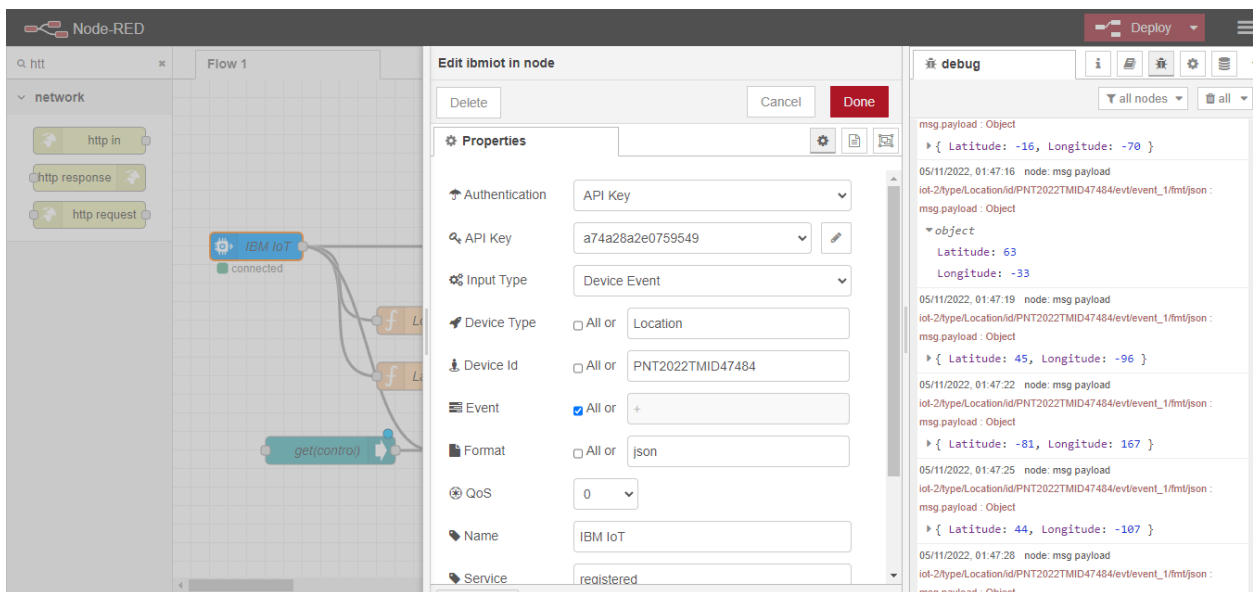 Node-RED
Deploy
htt
network
http in
http response
http request
Flow 1
IBM IoT
connected
get(control)
Edit ibmiot in node
Delete
Cancel
Done
Properties
Authentication
API Key
API Key
a74a28a2e0759549
Input Type
Device Event
Device Type
All or
Location
Device Id
All or
PNT2022TMID47484
Event
All or
+
Format
All or
json
QoS
0
Name
IBM IoT
Service
registered
debug
all nodes
all
msg.payload : Object
{ Latitude: -16, Longitude: -70 }
05/11/2022, 01:47:16 node: msg payload
iot-2/type/Location/id/PNT2022TMID47484/evt/event_1/fmt/json :
msg.payload : Object
object
Latitude: 63
Longitude: -33
05/11/2022, 01:47:19 node: msg payload
iot-2/type/Location/id/PNT2022TMID47484/evt/event_1/fmt/json :
msg.payload : Object
{ Latitude: 45, Longitude: -96 }
05/11/2022, 01:47:22 node: msg payload
iot-2/type/Location/id/PNT2022TMID47484/evt/event_1/fmt/json :
msg.payload : Object
{ Latitude: -81, Longitude: 167 }
05/11/2022, 01:47:25 node: msg payload
iot-2/type/Location/id/PNT2022TMID47484/evt/event_1/fmt/json :
msg.payload : Object
{ Latitude: 44, Longitude: -107 }
05/11/2022, 01:47:28 node: msg payload
iot-2/type/Location/id/PNT2022TMID47484/evt/event_1/fmt/json :
msg.payload : Object